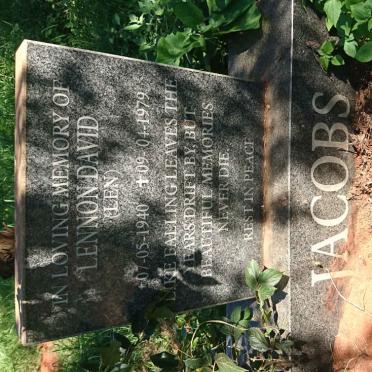 IN LOVING MEMORY OF
LENNON DAVID
(LEN)
07-05-1940 ✝ 09-01-1979
LIKE FALLING LEAVES THE
YEARS DRIFT BY, BUT
BEAUTIFUL MEMORIES
NEVER DIE
REST IN PEACE
JACOBS